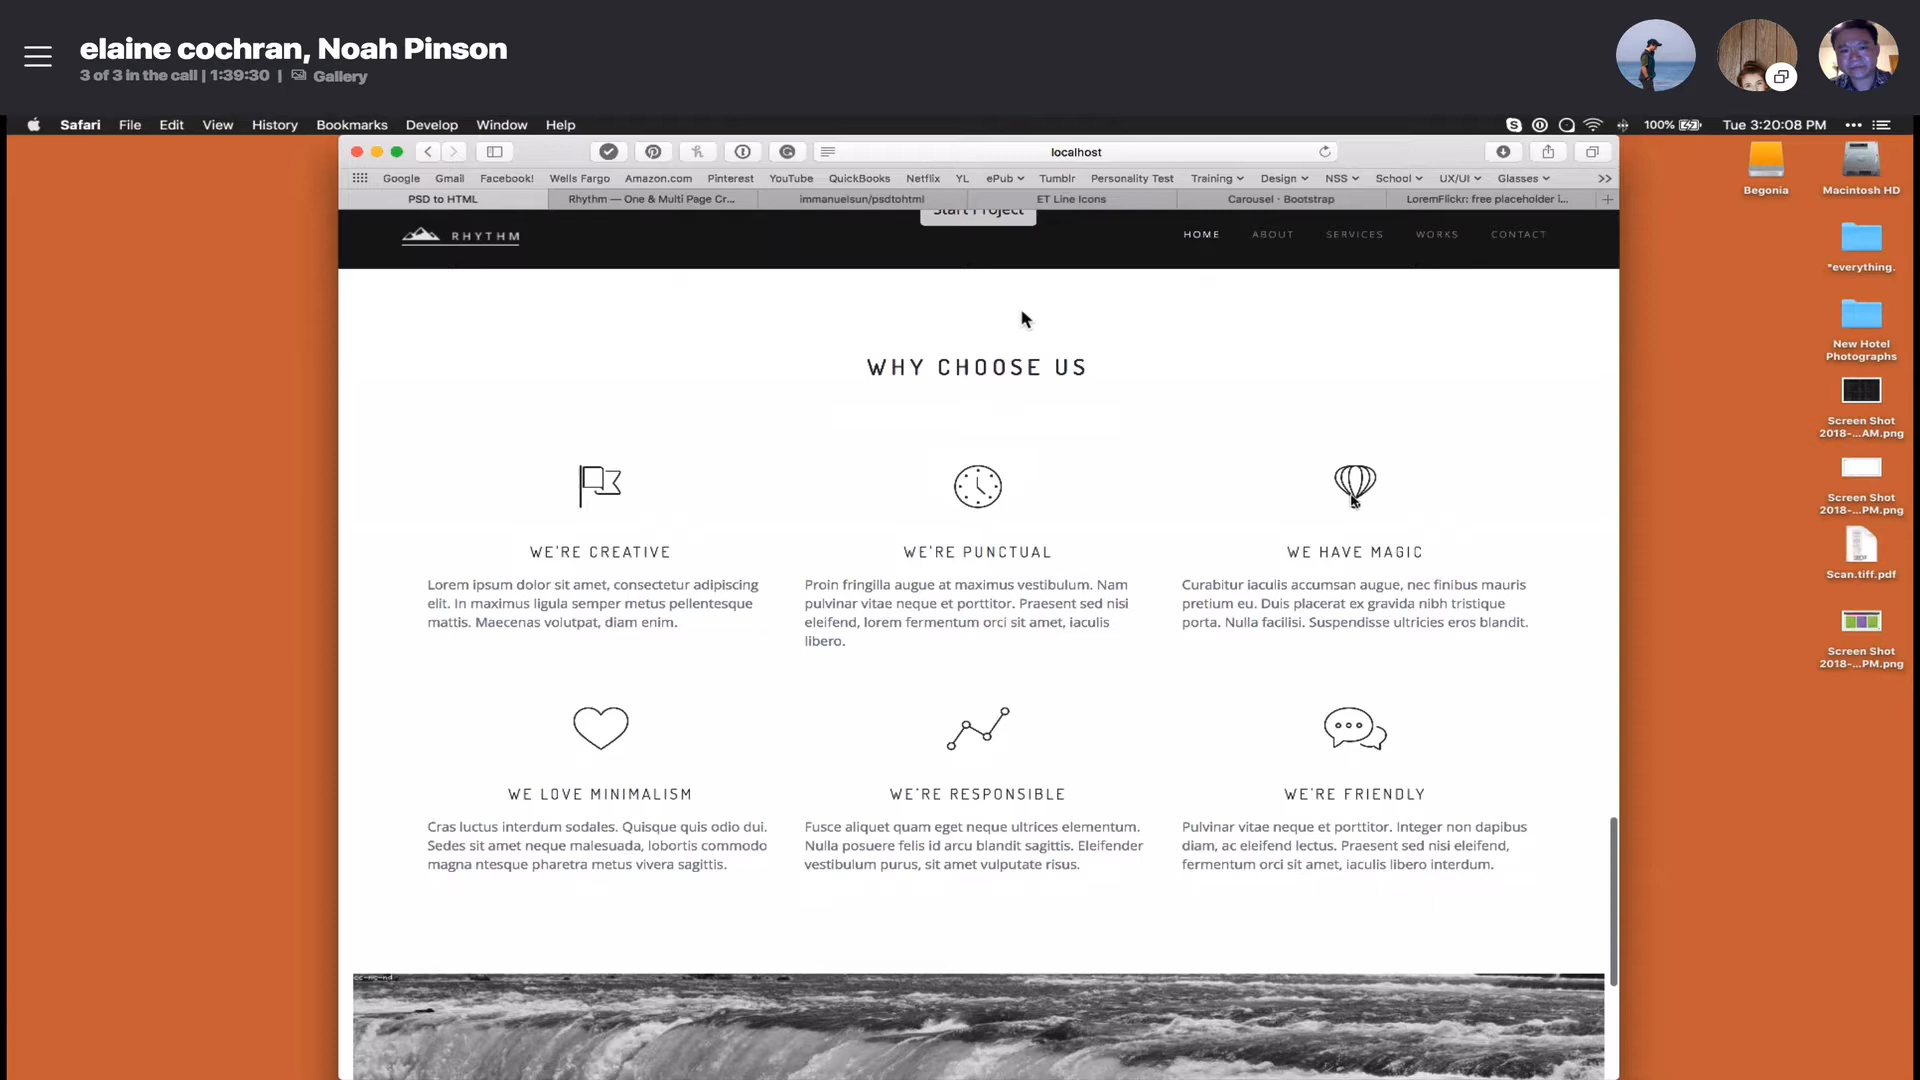 elaine cochran, Noah Pinson
3 of 3 in the call | 1:39:30 | Gallery
Safari File Edit View History Bookmarks Develop Window Help
100% Tue 3:20:08 PM
localhost
Google Gmail Facebook! Wells Fargo Amazon.com Pinterest YouTube QuickBooks Netflix YL ePub Tumblr Personality Test Training Design NSS School UX/UI Glasses
PSD to HTML
Rhythm — One & Multi Page Cr...
immanuelsun/psdtohtml
ET Line Icons
Carousel · Bootstrap
LoremFlickr: free placeholder i...
Start Project
RHYTHM
HOME ABOUT SERVICES WORKS CONTACT
WHY CHOOSE US
WE'RE CREATIVE
Lorem ipsum dolor sit amet, consectetur adipiscing
elit. In maximus ligula semper metus pellentesque
mattis. Maecenas volutpat, diam enim.
WE'RE PUNCTUAL
Proin fringilla augue at maximus vestibulum. Nam
pulvinar vitae neque et porttitor. Praesent sed nisi
eleifend, lorem fermentum orci sit amet, iaculis
libero.
WE HAVE MAGIC
Curabitur iaculis accumsan augue, nec finibus mauris
pretium eu. Duis placerat ex gravida nibh tristique
porta. Nulla facilisi. Suspendisse ultricies eros blandit.
WE LOVE MINIMALISM
Cras luctus interdum sodales. Quisque quis odio dui.
Sedes sit amet neque malesuada, lobortis commodo
magna ntesque pharetra metus vivera sagittis.
WE'RE RESPONSIBLE
Fusce aliquet quam eget neque ultrices elementum.
Nulla posuere felis id arcu blandit sagittis. Eleifender
vestibulum purus, sit amet vulputate risus.
WE'RE FRIENDLY
Pulvinar vitae neque et porttitor. Integer non dapibus
diam, ac eleifend lectus. Praesent sed nisi eleifend,
fermentum orci sit amet, iaculis libero interdum.
cc-nc-nd
Begonia
Macintosh HD
*everything.
New Hotel
Photographs
Screen Shot
2018-...AM.png
Screen Shot
2018-...PM.png
Scan.tiff.pdf
Screen Shot
2018-...PM.png